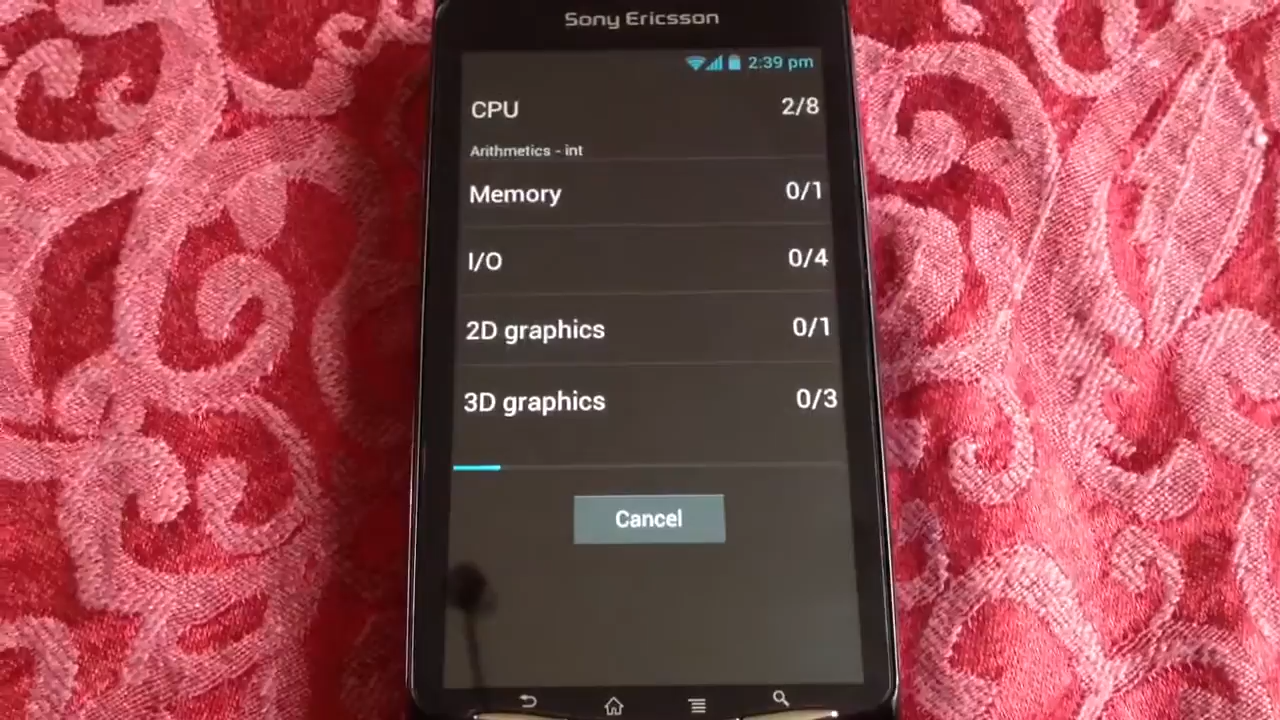 Sony Ericsson
2:39 pm
CPU 2/8
Arithmetics - int
Memory 0/1
I/O 0/4
2D graphics 0/1
3D graphics 0/3
Cancel